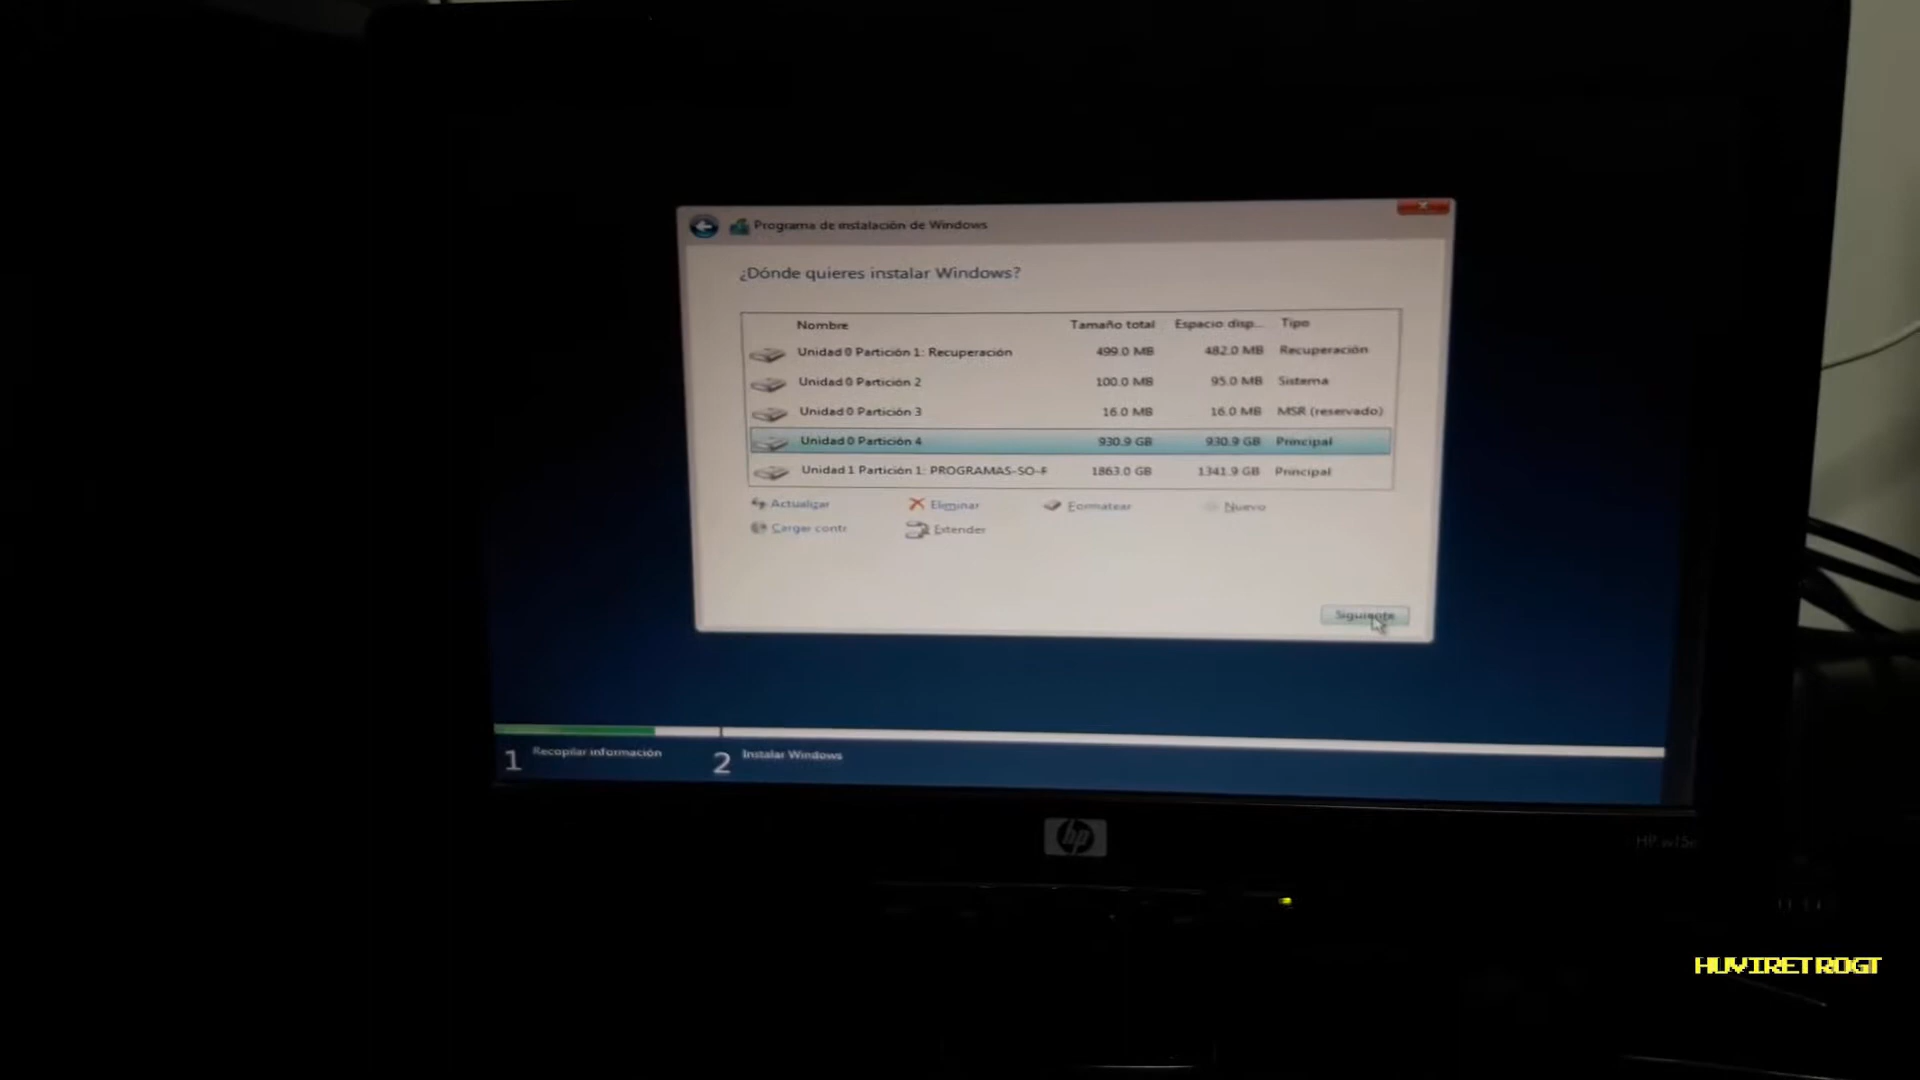 Programa de instalación de Windows
¿Dónde quieres instalar Windows?
Nombre Tamaño total Espacio disp... Tipo
Unidad 0 Partición 1: Recuperación 499.0 MB 482.0 MB Recuperación
Unidad 0 Partición 2 100.0 MB 95.0 MB Sistema
Unidad 0 Partición 3 16.0 MB 16.0 MB MSR (reservado)
Unidad 0 Partición 4 930.9 GB 930.9 GB Principal
Unidad 1 Partición 1: PROGRAMAS-SO-F 1863.0 GB 1341.9 GB Principal
Actualizar Eliminar Formatear Nuevo
Cargar contr Extender
Siguiente
1 Recopilar información 2 Instalar Windows
hp
HP
HUVIRETROGT